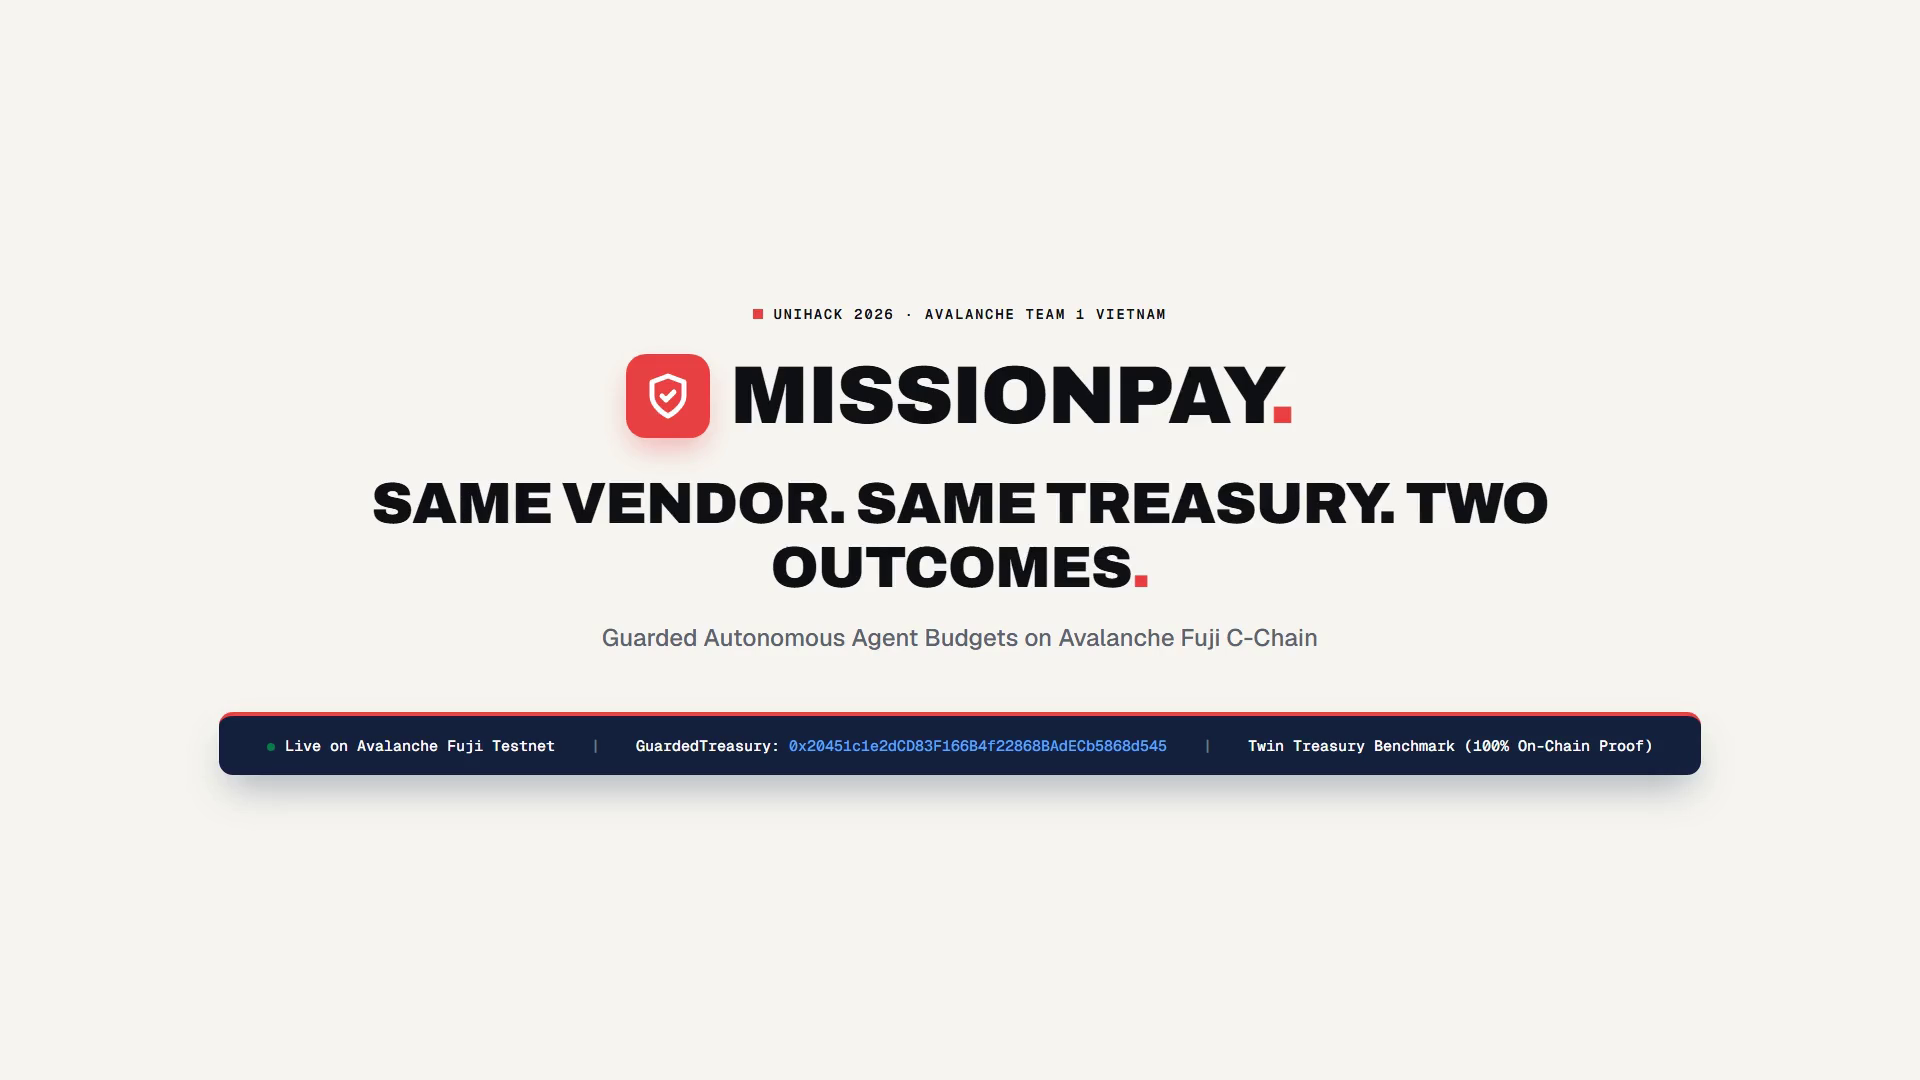 UNIHACK 2026 · AVALANCHE TEAM 1 VIETNAM
MISSIONPAY.
SAME VENDOR. SAME TREASURY. TWO
OUTCOMES.
Guarded Autonomous Agent Budgets on Avalanche Fuji C-Chain
Live on Avalanche Fuji Testnet | GuardedTreasury: 0x20451c1e2dCD83F166B4f22868BAdECb5868d545 | Twin Treasury Benchmark (100% On-Chain Proof)